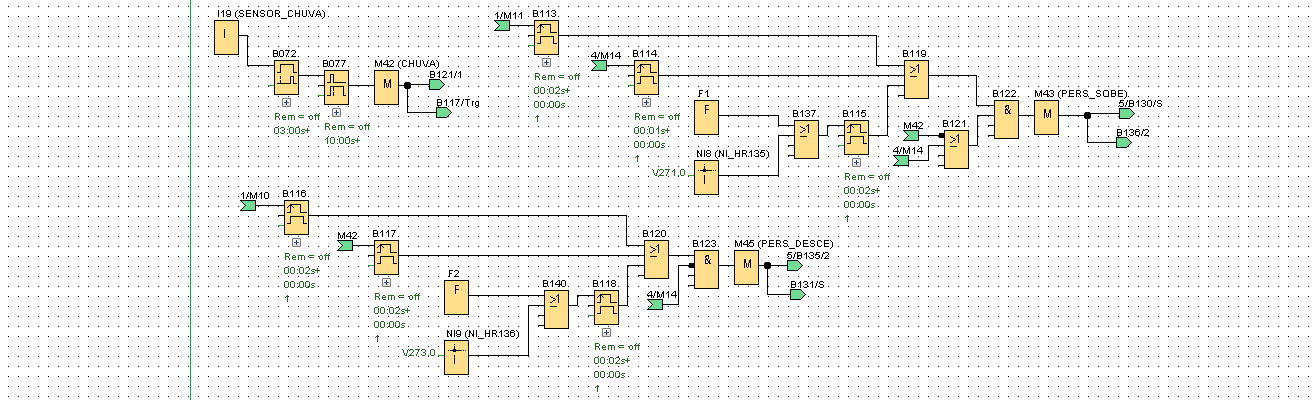 I19 (SENSOR_CHUVA)
I
B072
Rem = off
03:00s+
B077
Rem = off
10:00s+
M42 (CHUVA)
M
B121/1
B117/Trg
1/M11
B113
Rem = off
00:02s+
00:00s
4/M14
B114
Rem = off
00:01s+
00:00s
F1
F
NI8 (NI_HR135)
I
V271,0
B137
≥1
B115
Rem = off
00:02s+
00:00s
B119
≥1
M42
4/M14
B121
≥1
B122
&
M43 (PERS_SOBE)
M
5/B130/S
B136/2
1/M10
B116
Rem = off
00:02s+
00:00s
M42
B117
Rem = off
00:02s+
00:00s
F2
F
NI9 (NI_HR136)
I
V273,0
B140
≥1
B118
Rem = off
00:02s+
00:00s
B120
≥1
4/M14
B123
&
M45 (PERS_DESCE)
M
5/B135/2
B131/S